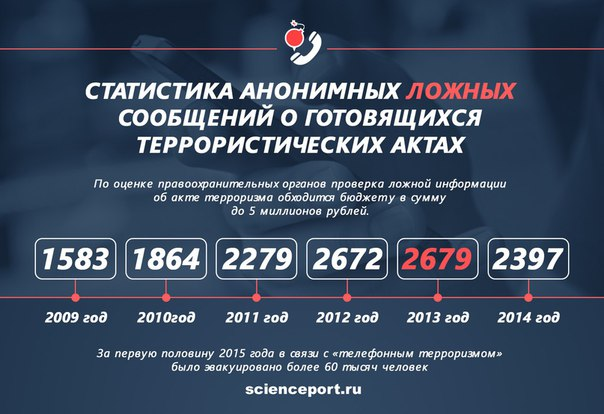 СТАТИСТИКА АНОНИМНЫХ ЛОЖНЫХ
СООБЩЕНИЙ О ГОТОВЯЩИХСЯ
ТЕРРОРИСТИЧЕСКИХ АКТАХ
По оценке правоохранительных органов проверка ложной информации
об акте терроризма обходится бюджету в сумму
до 5 миллионов рублей.
1583 1864 2279 2672 2679 2397
2009 год 2010год 2011 год 2012 год 2013 год 2014 год
За первую половину 2015 года в связи с «телефонным терроризмом»
было эвакуировано более 60 тысяч человек
scienceport.ru